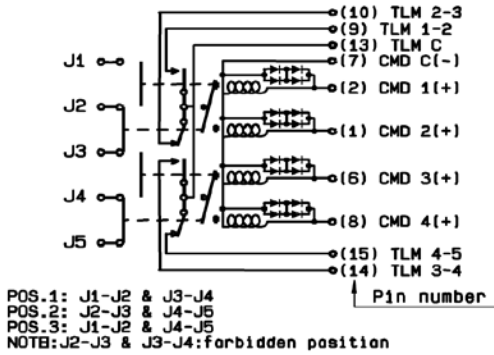 (10) TLM 2-3
(9) TLM 1-2
(13) TLM C
J1 (7) CMD C(-)
(2) CMD 1(+)
J2
(1) CMD 2(+)
J3
(6) CMD 3(+)
J4
(8) CMD 4(+)
J5
(15) TLM 4-5
(14) TLM 3-4
POS.1: J1-J2 & J3-J4 Pin number
POS.2: J2-J3 & J4-J5
POS.3: J1-J2 & J4-J5
NOTE:J2-J3 & J3-J4:forbidden position